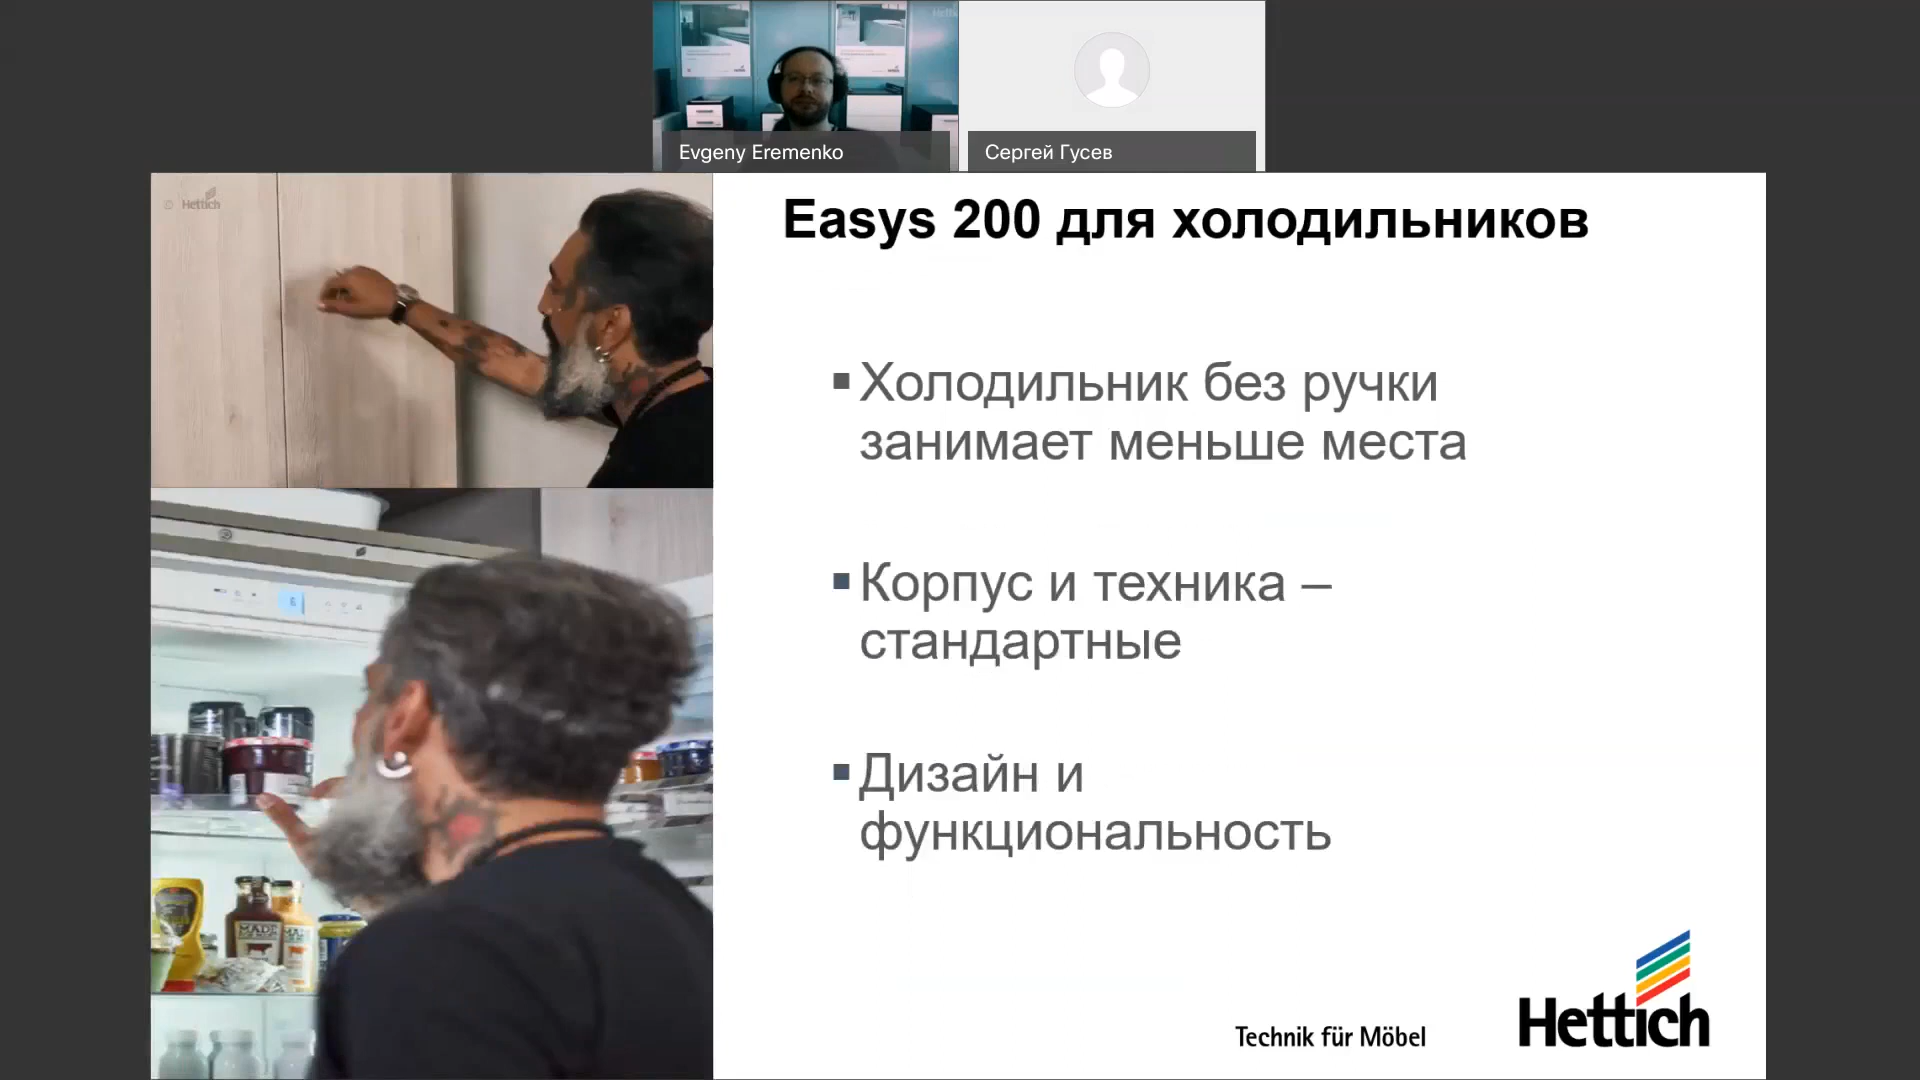 Evgeny Eremenko
Сергей Гусев
© Hettich
Easys 200 для холодильников
▪Холодильник без ручки
занимает меньше места
▪Корпус и техника –
стандартные
▪Дизайн и
функциональность
MADE
Technik für Möbel
Hettich